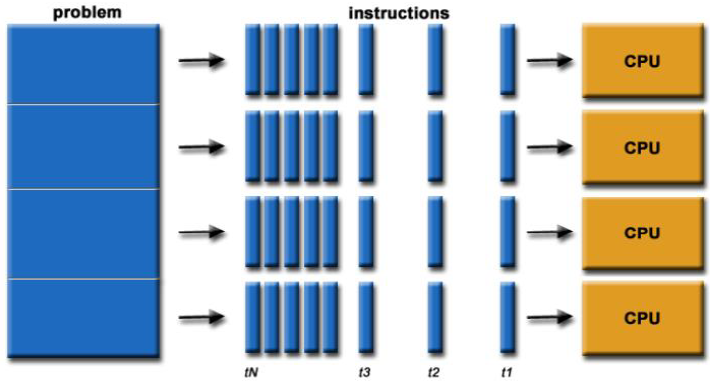 problem
instructions
CPU
CPU
CPU
CPU
tN t3 t2 t1